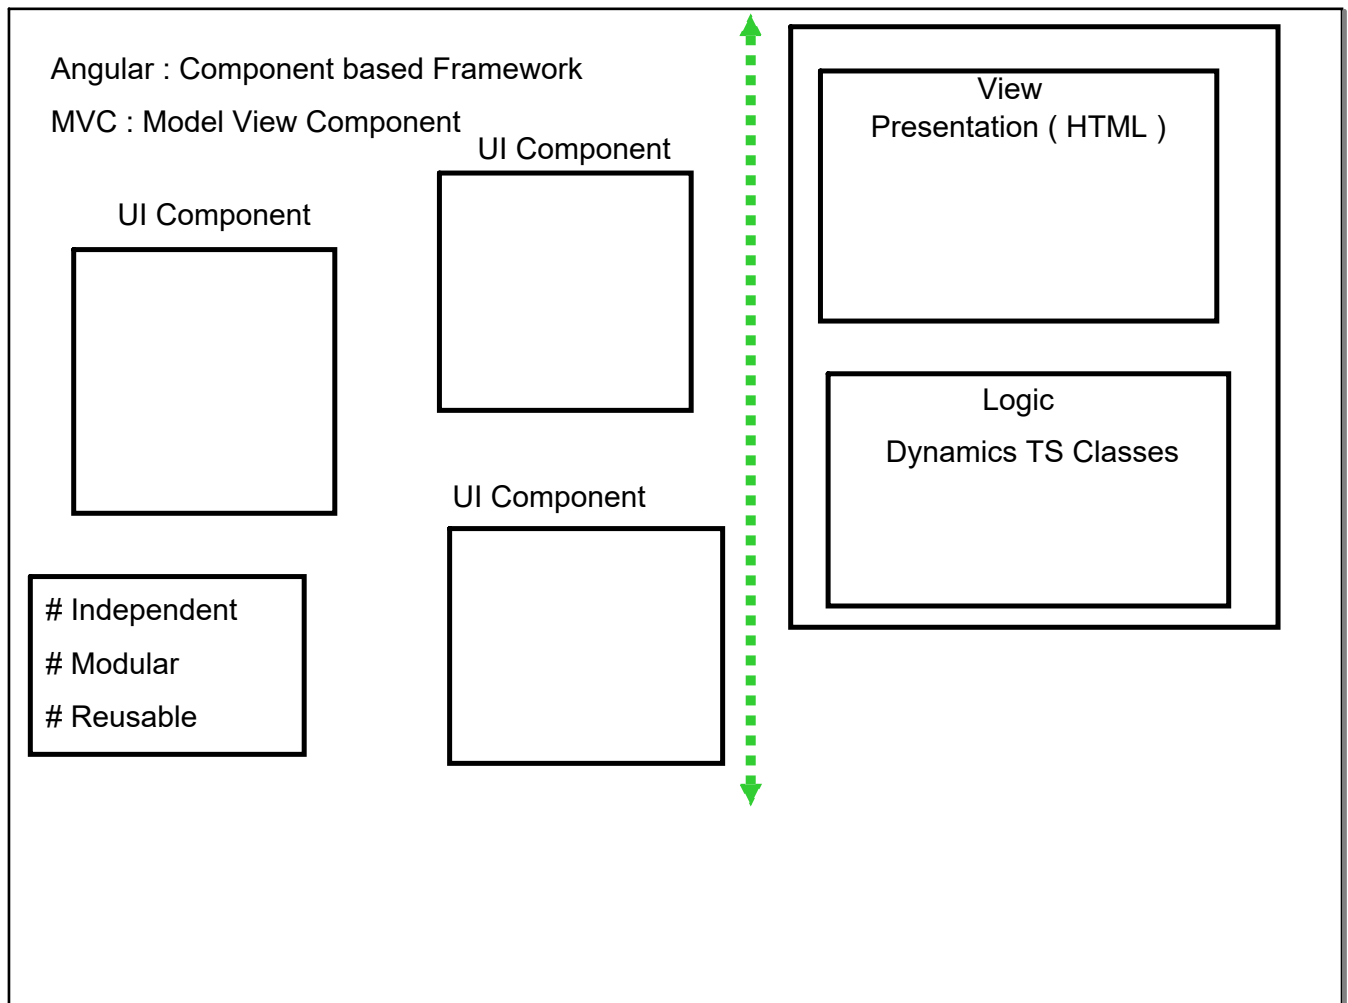 Angular : Component based Framework
MVC : Model View Component
UI Component
UI Component
UI Component
# Independent
# Modular
# Reusable
View
Presentation ( HTML )
Logic
Dynamics TS Classes